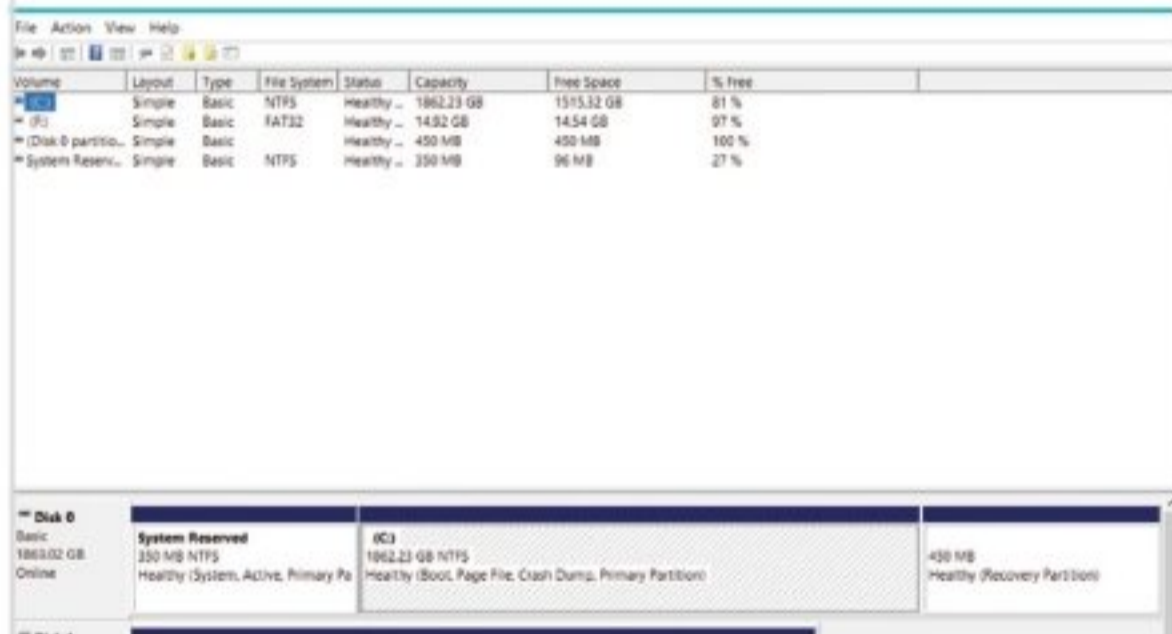 File Action View Help
Volume Layout Type File System Status Capacity Free Space % Free
(C:) Simple Basic NTFS Healthy ... 1862.23 GB 1515.32 GB 81 %
(F:) Simple Basic FAT32 Healthy ... 14.92 GB 14.54 GB 97 %
(Disk 0 partitio... Simple Basic Healthy ... 450 MB 450 MB 100 %
System Reserv... Simple Basic NTFS Healthy ... 350 MB 96 MB 27 %
Disk 0
Basic
1863.02 GB
Online
System Reserved
350 MB NTFS
Healthy (System, Active, Primary Pa
(C:)
1862.23 GB NTFS
Healthy (Boot, Page File, Crash Dump, Primary Partition)
450 MB
Healthy (Recovery Partition)